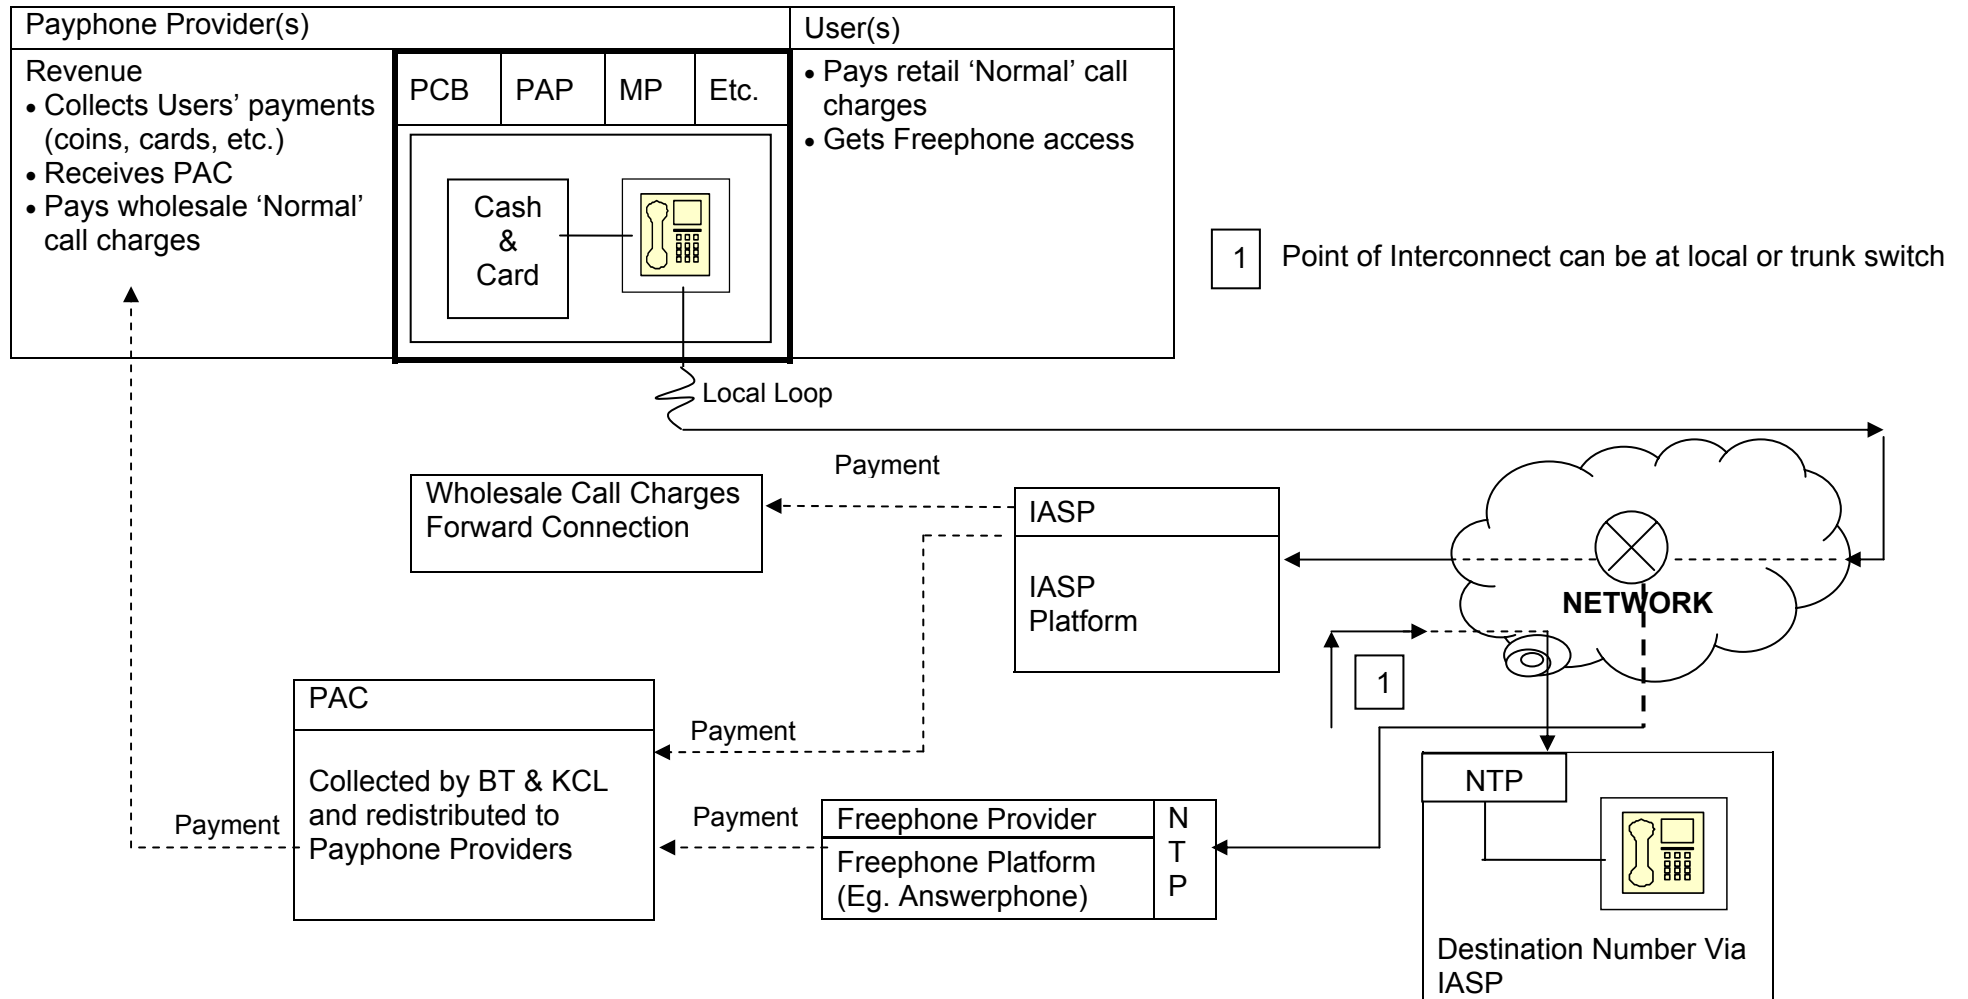 Payphone Provider(s)
User(s)
Revenue
• Collects Users’ payments
(coins, cards, etc.)
• Receives PAC
• Pays wholesale ‘Normal’
call charges
PCB PAP MP Etc.
Cash
&
Card
• Pays retail ‘Normal’ call
charges
• Gets Freephone access
1 Point of Interconnect can be at local or trunk switch
Local Loop
Payment
Wholesale Call Charges
Forward Connection
IASP
IASP
Platform
NETWORK
1
PAC
Payment
Collected by BT & KCL
and redistributed to
Payphone Providers
Payment
Payment
Freephone Provider
Freephone Platform
(Eg. Answerphone)
N
T
P
NTP
Destination Number Via
IASP